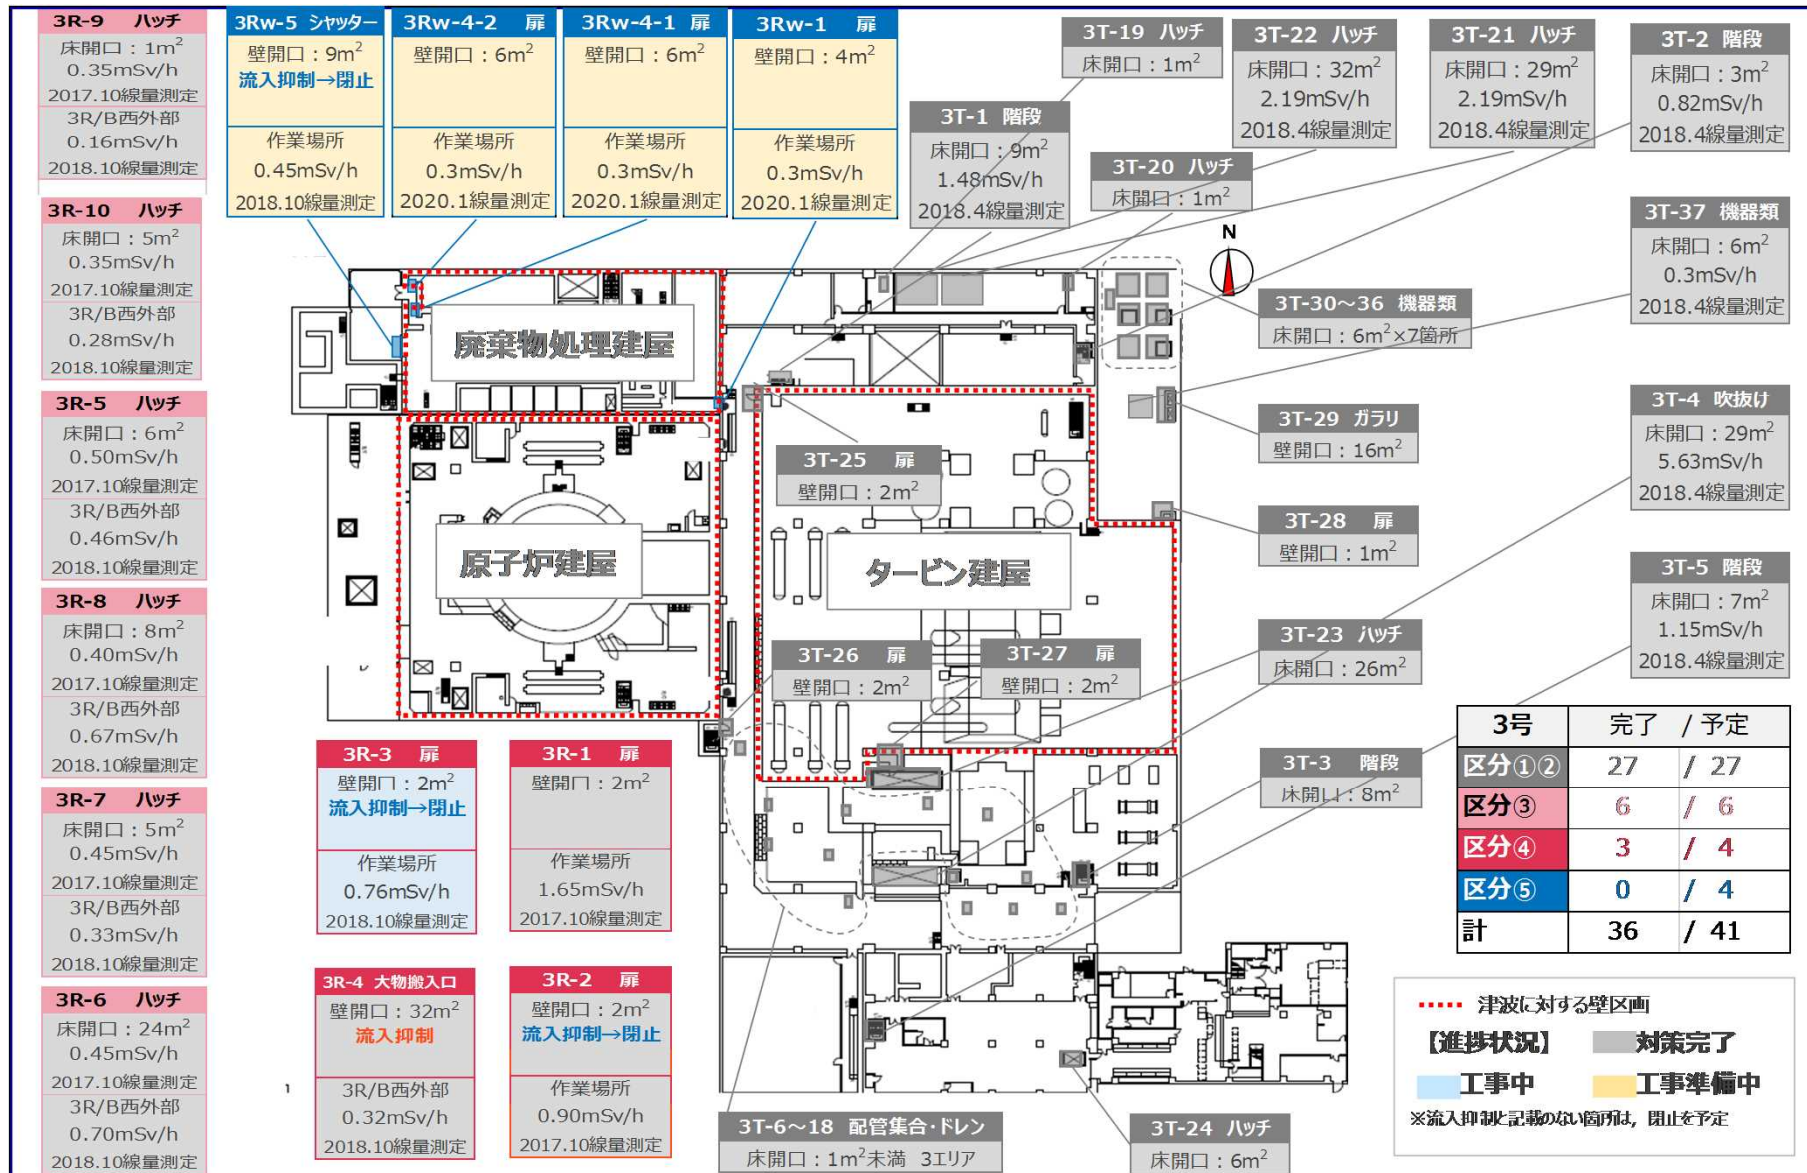 3R-9 ハッチ
床開口：1m²
0.35mSv/h
2017.10線量測定
3R/B西外部
0.16mSv/h
2018.10線量測定
3R-10 ハッチ
床開口：5m²
0.35mSv/h
2017.10線量測定
3R/B西外部
0.28mSv/h
2018.10線量測定
3R-5 ハッチ
床開口：6m²
0.50mSv/h
2017.10線量測定
3R/B西外部
0.46mSv/h
2018.10線量測定
3R-8 ハッチ
床開口：8m²
0.40mSv/h
2017.10線量測定
3R/B西外部
0.67mSv/h
2018.10線量測定
3R-7 ハッチ
床開口：5m²
0.45mSv/h
2017.10線量測定
3R/B西外部
0.33mSv/h
2018.10線量測定
3R-6 ハッチ
床開口：24m²
0.45mSv/h
2017.10線量測定
3R/B西外部
0.70mSv/h
2018.10線量測定
3Rw-5 シャッター
壁開口：9m²
流入抑制→閉止
作業場所
0.45mSv/h
2018.10線量測定
3Rw-4-2 扉
壁開口：6m²
作業場所
0.3mSv/h
2020.1線量測定
3Rw-4-1 扉
壁開口：6m²
作業場所
0.3mSv/h
2020.1線量測定
3Rw-1 扉
壁開口：4m²
作業場所
0.3mSv/h
2020.1線量測定
3T-19 ハッチ
床開口：1m²
3T-22 ハッチ
床開口：32m²
2.19mSv/h
2018.4線量測定
3T-21 ハッチ
床開口：29m²
2.19mSv/h
2018.4線量測定
3T-2 階段
床開口：3m²
0.82mSv/h
2018.4線量測定
3T-1 階段
床開口：9m²
1.48mSv/h
2018.4線量測定
3T-20 ハッチ
床開口：1m²
3T-37 機器類
床開口：6m²
0.3mSv/h
2018.4線量測定
N
3T-30～36 機器類
床開口：6m²×7箇所
廃棄物処理建屋
3T-29 ガラリ
壁開口：16m²
3T-4 吹抜け
床開口：29m²
5.63mSv/h
2018.4線量測定
3T-25 扉
壁開口：2m²
3T-28 扉
壁開口：1m²
原子炉建屋
タービン建屋
3T-5 階段
床開口：7m²
1.15mSv/h
2018.4線量測定
3T-23 ハッチ
床開口：26m²
3T-26 扉
壁開口：2m²
3T-27 扉
壁開口：2m²
3T-3 階段
床開口：8m²
3R-3 扉
壁開口：2m²
流入抑制→閉止
作業場所
0.76mSv/h
2018.10線量測定
3R-1 扉
壁開口：2m²
作業場所
1.65mSv/h
2017.10線量測定
3R-4 大物搬入口
壁開口：32m²
流入抑制
3R/B西外部
0.32mSv/h
2018.10線量測定
3R-2 扉
壁開口：2m²
流入抑制→閉止
作業場所
0.90mSv/h
2017.10線量測定
3T-6～18 配管集合・ドレン
床開口：1m²未満 3エリア
3T-24 ハッチ
床開口：6m²
3号 完了 / 予定
区分①② 27 / 27
区分③ 6 / 6
区分④ 3 / 4
区分⑤ 0 / 4
計 36 / 41
津波に対する壁区画
【進捗状況】 対策完了
工事中 工事準備中
※流入抑制と記載のない箇所は，閉止を予定